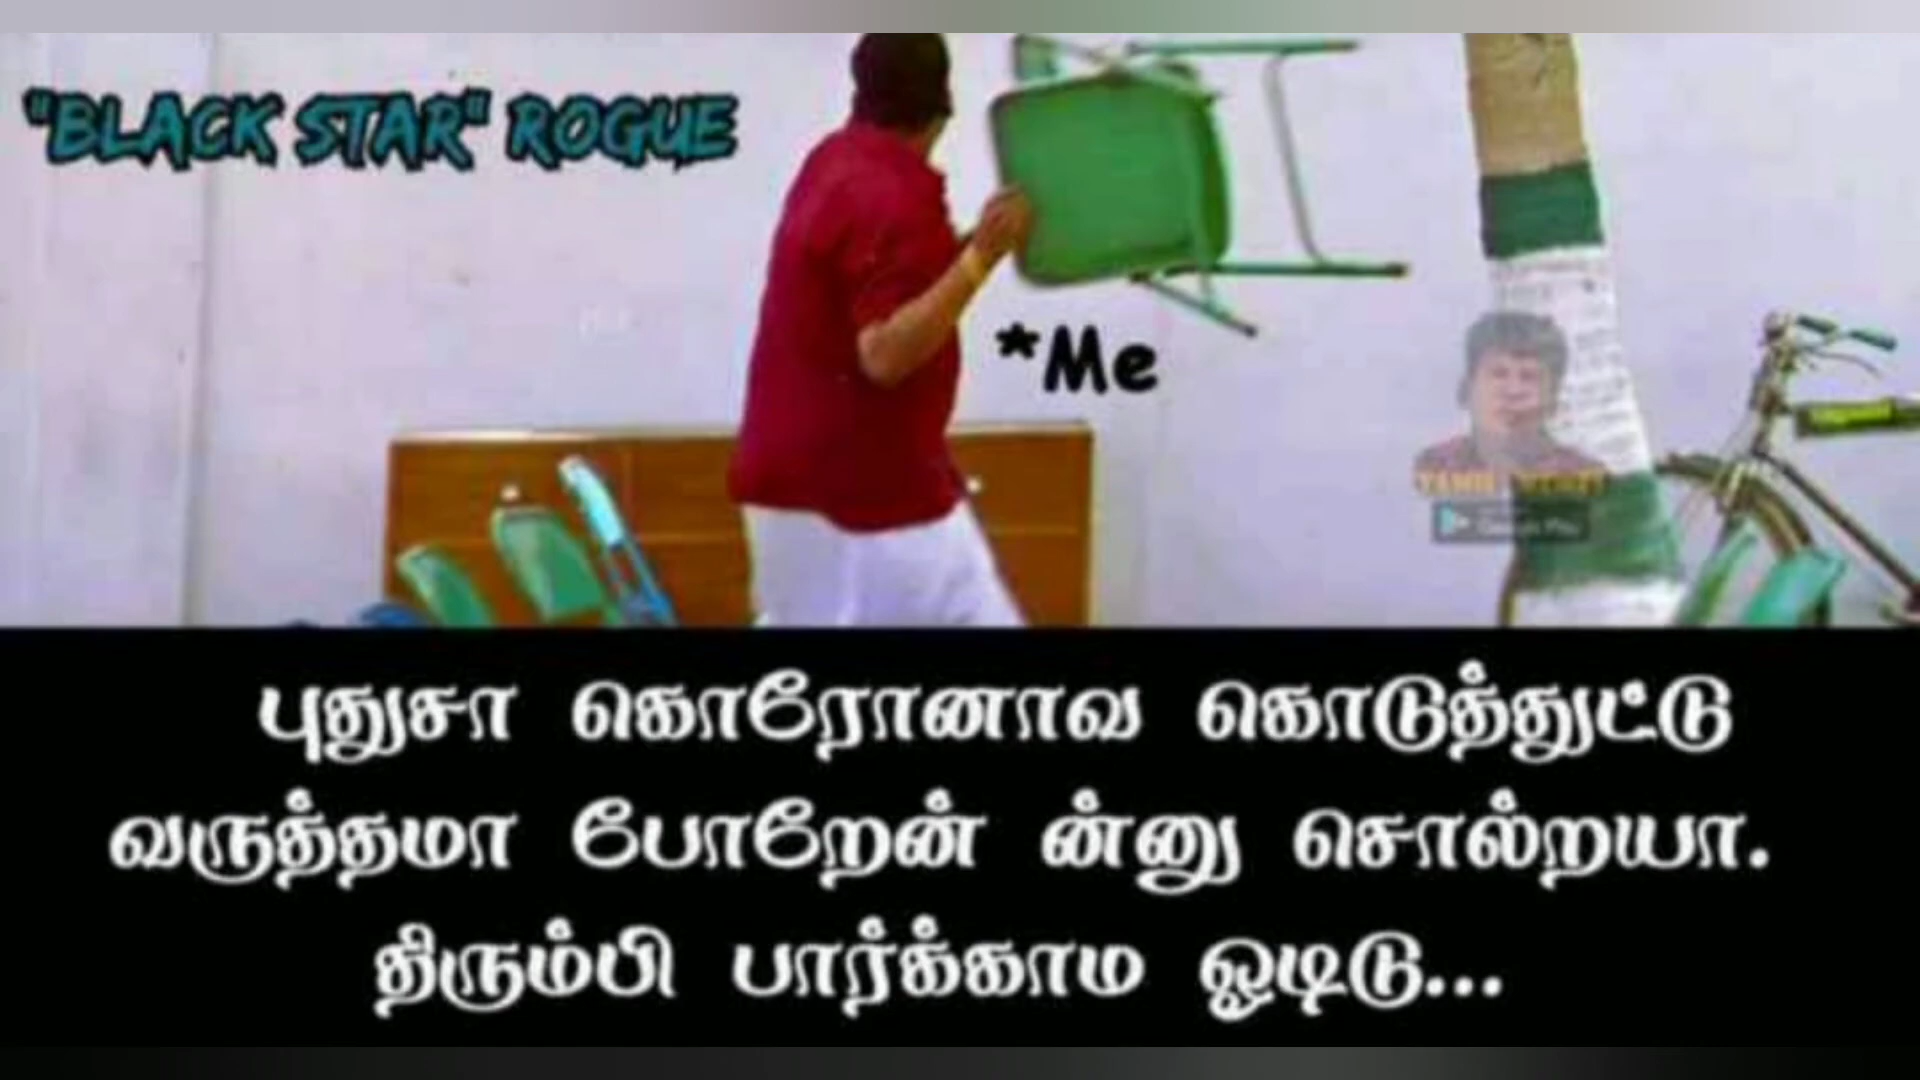 "BLACK STAR" ROGUE
*Me
புதுசா கொரோனாவ கொடுத்துட்டு
வருத்தமா போறேன் ன்னு சொல்றயா.
திரும்பி பார்க்காம ஓடிடு...